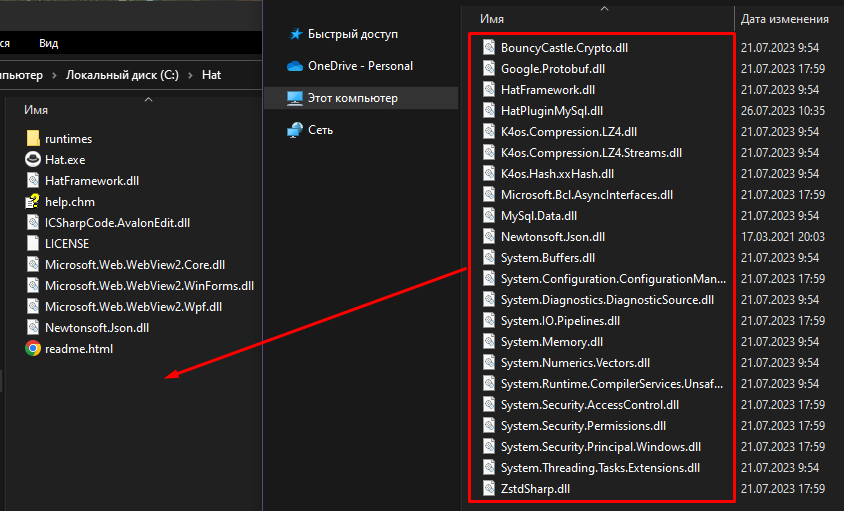 ся
Вид
пьютер > Локальный диск (C:) > Hat
Имя
runtimes
Hat.exe
HatFramework.dll
help.chm
ICSharpCode.AvalonEdit.dll
LICENSE
Microsoft.Web.WebView2.Core.dll
Microsoft.Web.WebView2.WinForms.dll
Microsoft.Web.WebView2.Wpf.dll
Newtonsoft.Json.dll
readme.html
Быстрый доступ
OneDrive - Personal
Этот компьютер
Сеть
Имя Дата изменения
BouncyCastle.Crypto.dll 21.07.2023 9:54
Google.Protobuf.dll 21.07.2023 17:59
HatFramework.dll 21.07.2023 9:54
HatPluginMySql.dll 26.07.2023 10:35
K4os.Compression.LZ4.dll 21.07.2023 9:54
K4os.Compression.LZ4.Streams.dll 21.07.2023 9:54
K4os.Hash.xxHash.dll 21.07.2023 9:54
Microsoft.Bcl.AsyncInterfaces.dll 21.07.2023 17:59
MySql.Data.dll 21.07.2023 9:54
Newtonsoft.Json.dll 17.03.2021 20:03
System.Buffers.dll 21.07.2023 9:54
System.Configuration.ConfigurationMan... 21.07.2023 17:59
System.Diagnostics.DiagnosticSource.dll 21.07.2023 9:54
System.IO.Pipelines.dll 21.07.2023 17:59
System.Memory.dll 21.07.2023 9:54
System.Numerics.Vectors.dll 21.07.2023 9:54
System.Runtime.CompilerServices.Unsaf... 21.07.2023 9:54
System.Security.AccessControl.dll 21.07.2023 17:59
System.Security.Permissions.dll 21.07.2023 17:59
System.Security.Principal.Windows.dll 21.07.2023 17:59
System.Threading.Tasks.Extensions.dll 21.07.2023 9:54
ZstdSharp.dll 21.07.2023 17:59